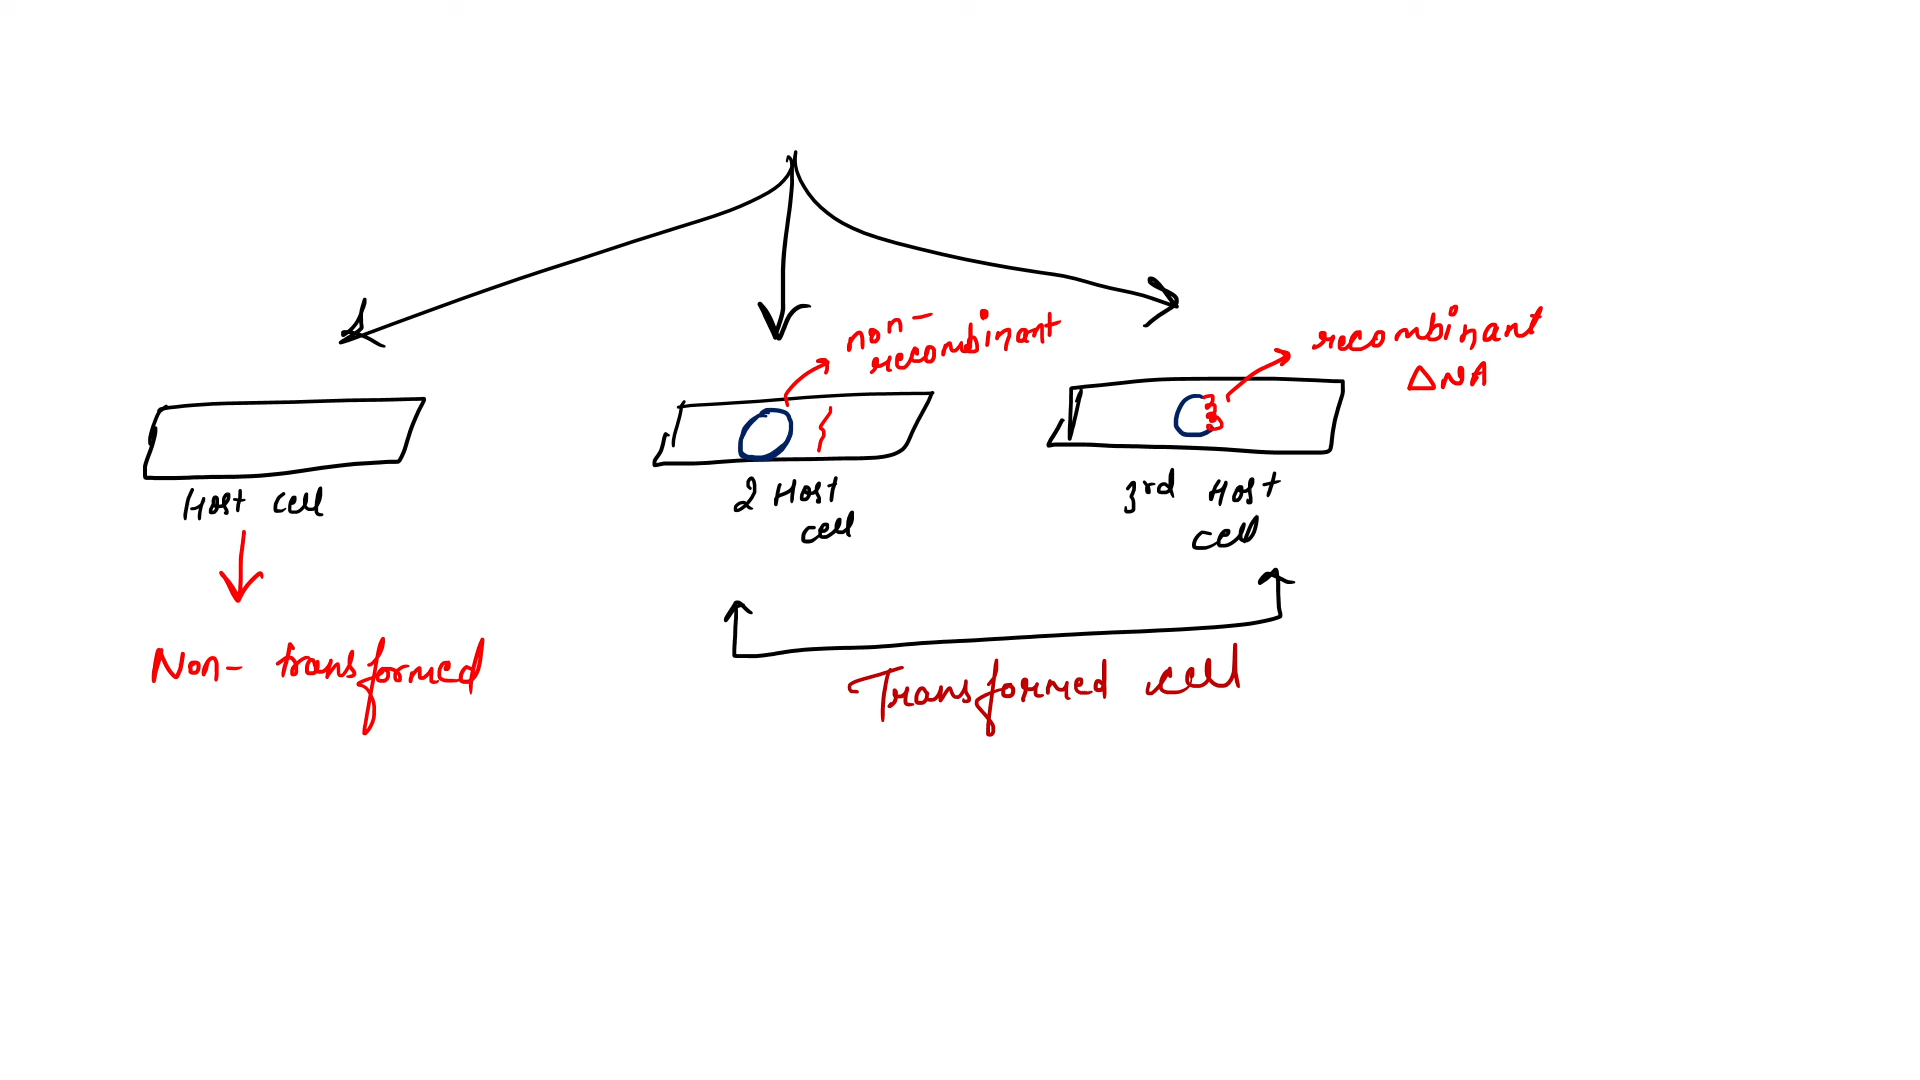 non-
recombinant
recombinant
DNA
Host cell
2 Host
cell
3rd Host
cell
Non- transformed
Transformed cell